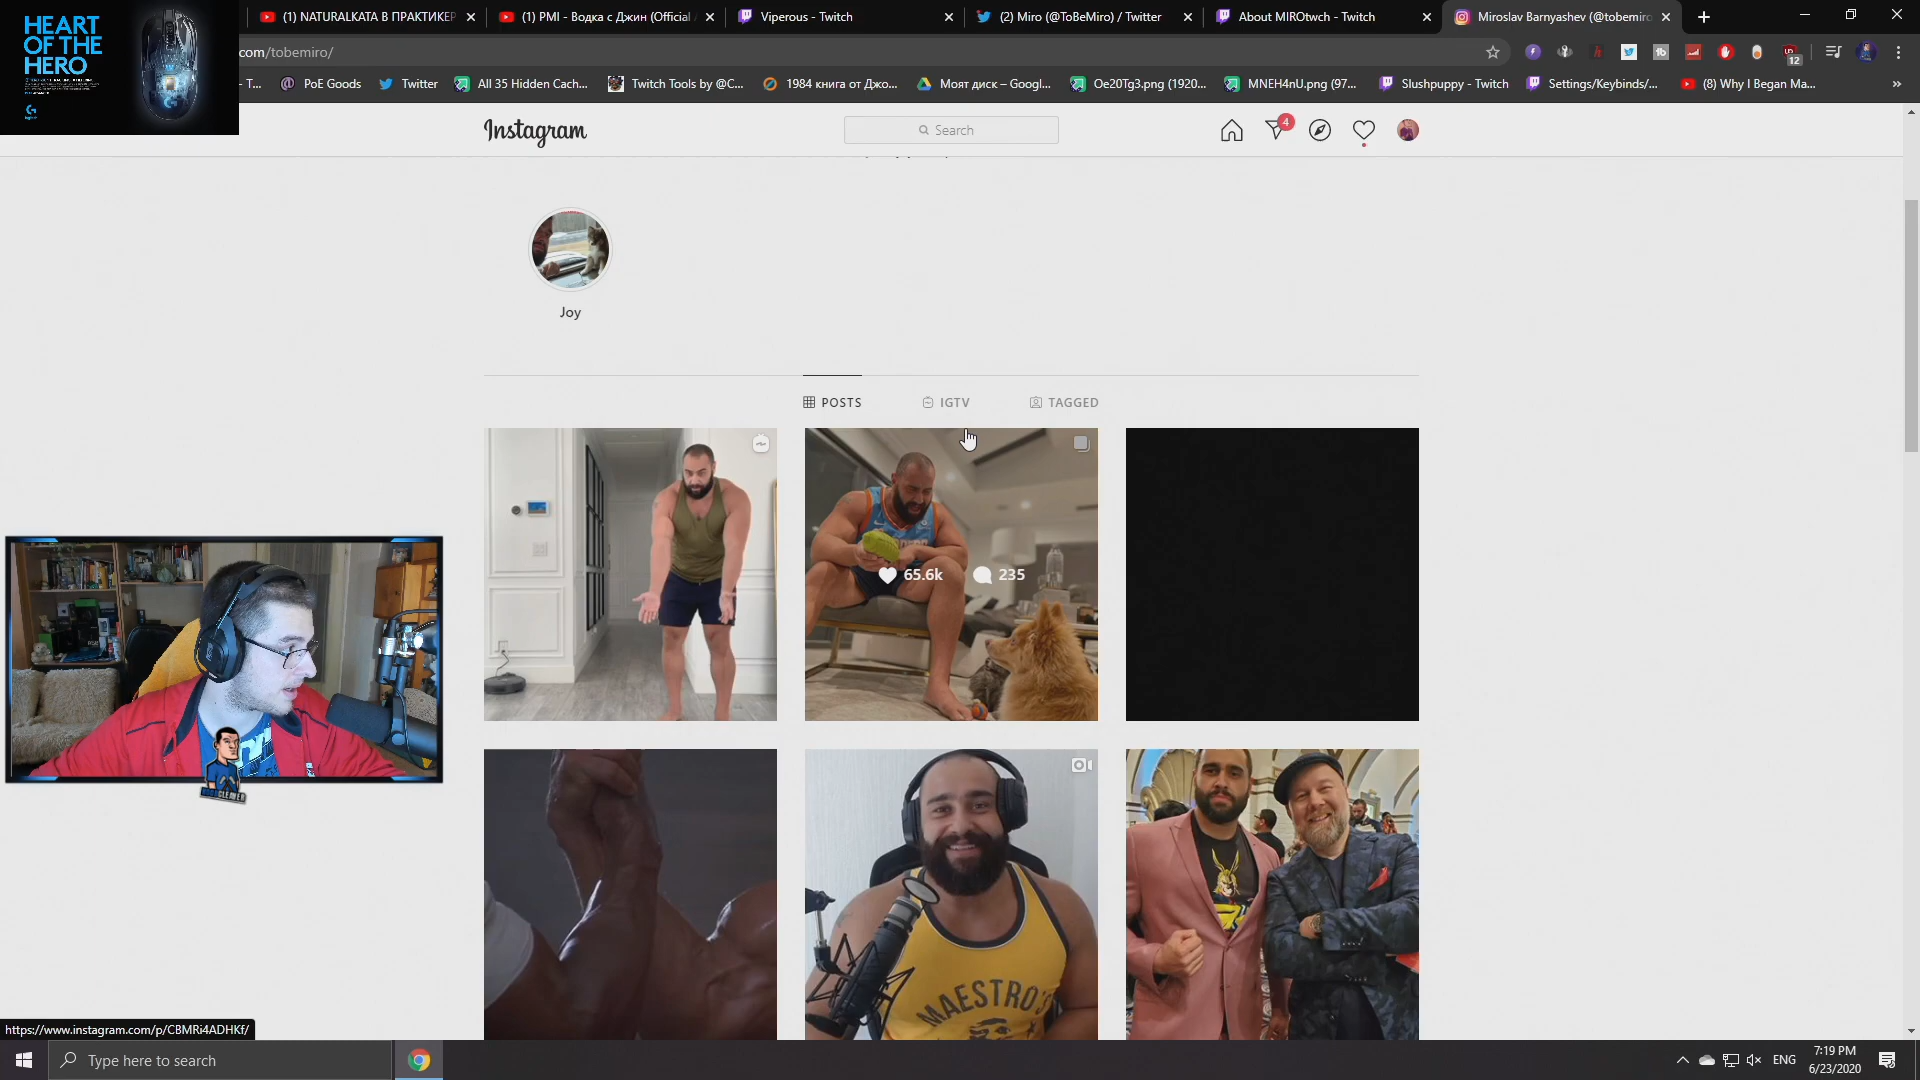 HEART
OF THE
HERO
(1) NATURALKATA В ПРАКТИКЕР
(1) PMI - Водка с Джин (Official
Viperous - Twitch
(2) Miro (@ToBeMiro) / Twitter
About MIROtwch - Twitch
Miroslav Barnyashev (@tobemiro
com/tobemiro/
12
- T...
PoE Goods
Twitter
All 35 Hidden Cach...
Twitch Tools by @C...
1984 книга от Джо...
Моят диск – Googl...
Oe20Tg3.png (1920...
MNEH4nU.png (97...
Slushpuppy - Twitch
Settings/Keybinds/...
(8) Why I Began Ma...
»
Instagram
Search
4
Joy
POSTS
IGTV
TAGGED
65.6k
235
CLEAVER
MAESTRO'S
https://www.instagram.com/p/CBMRi4ADHKf/
Type here to search
ENG
7:19 PM
6/23/2020